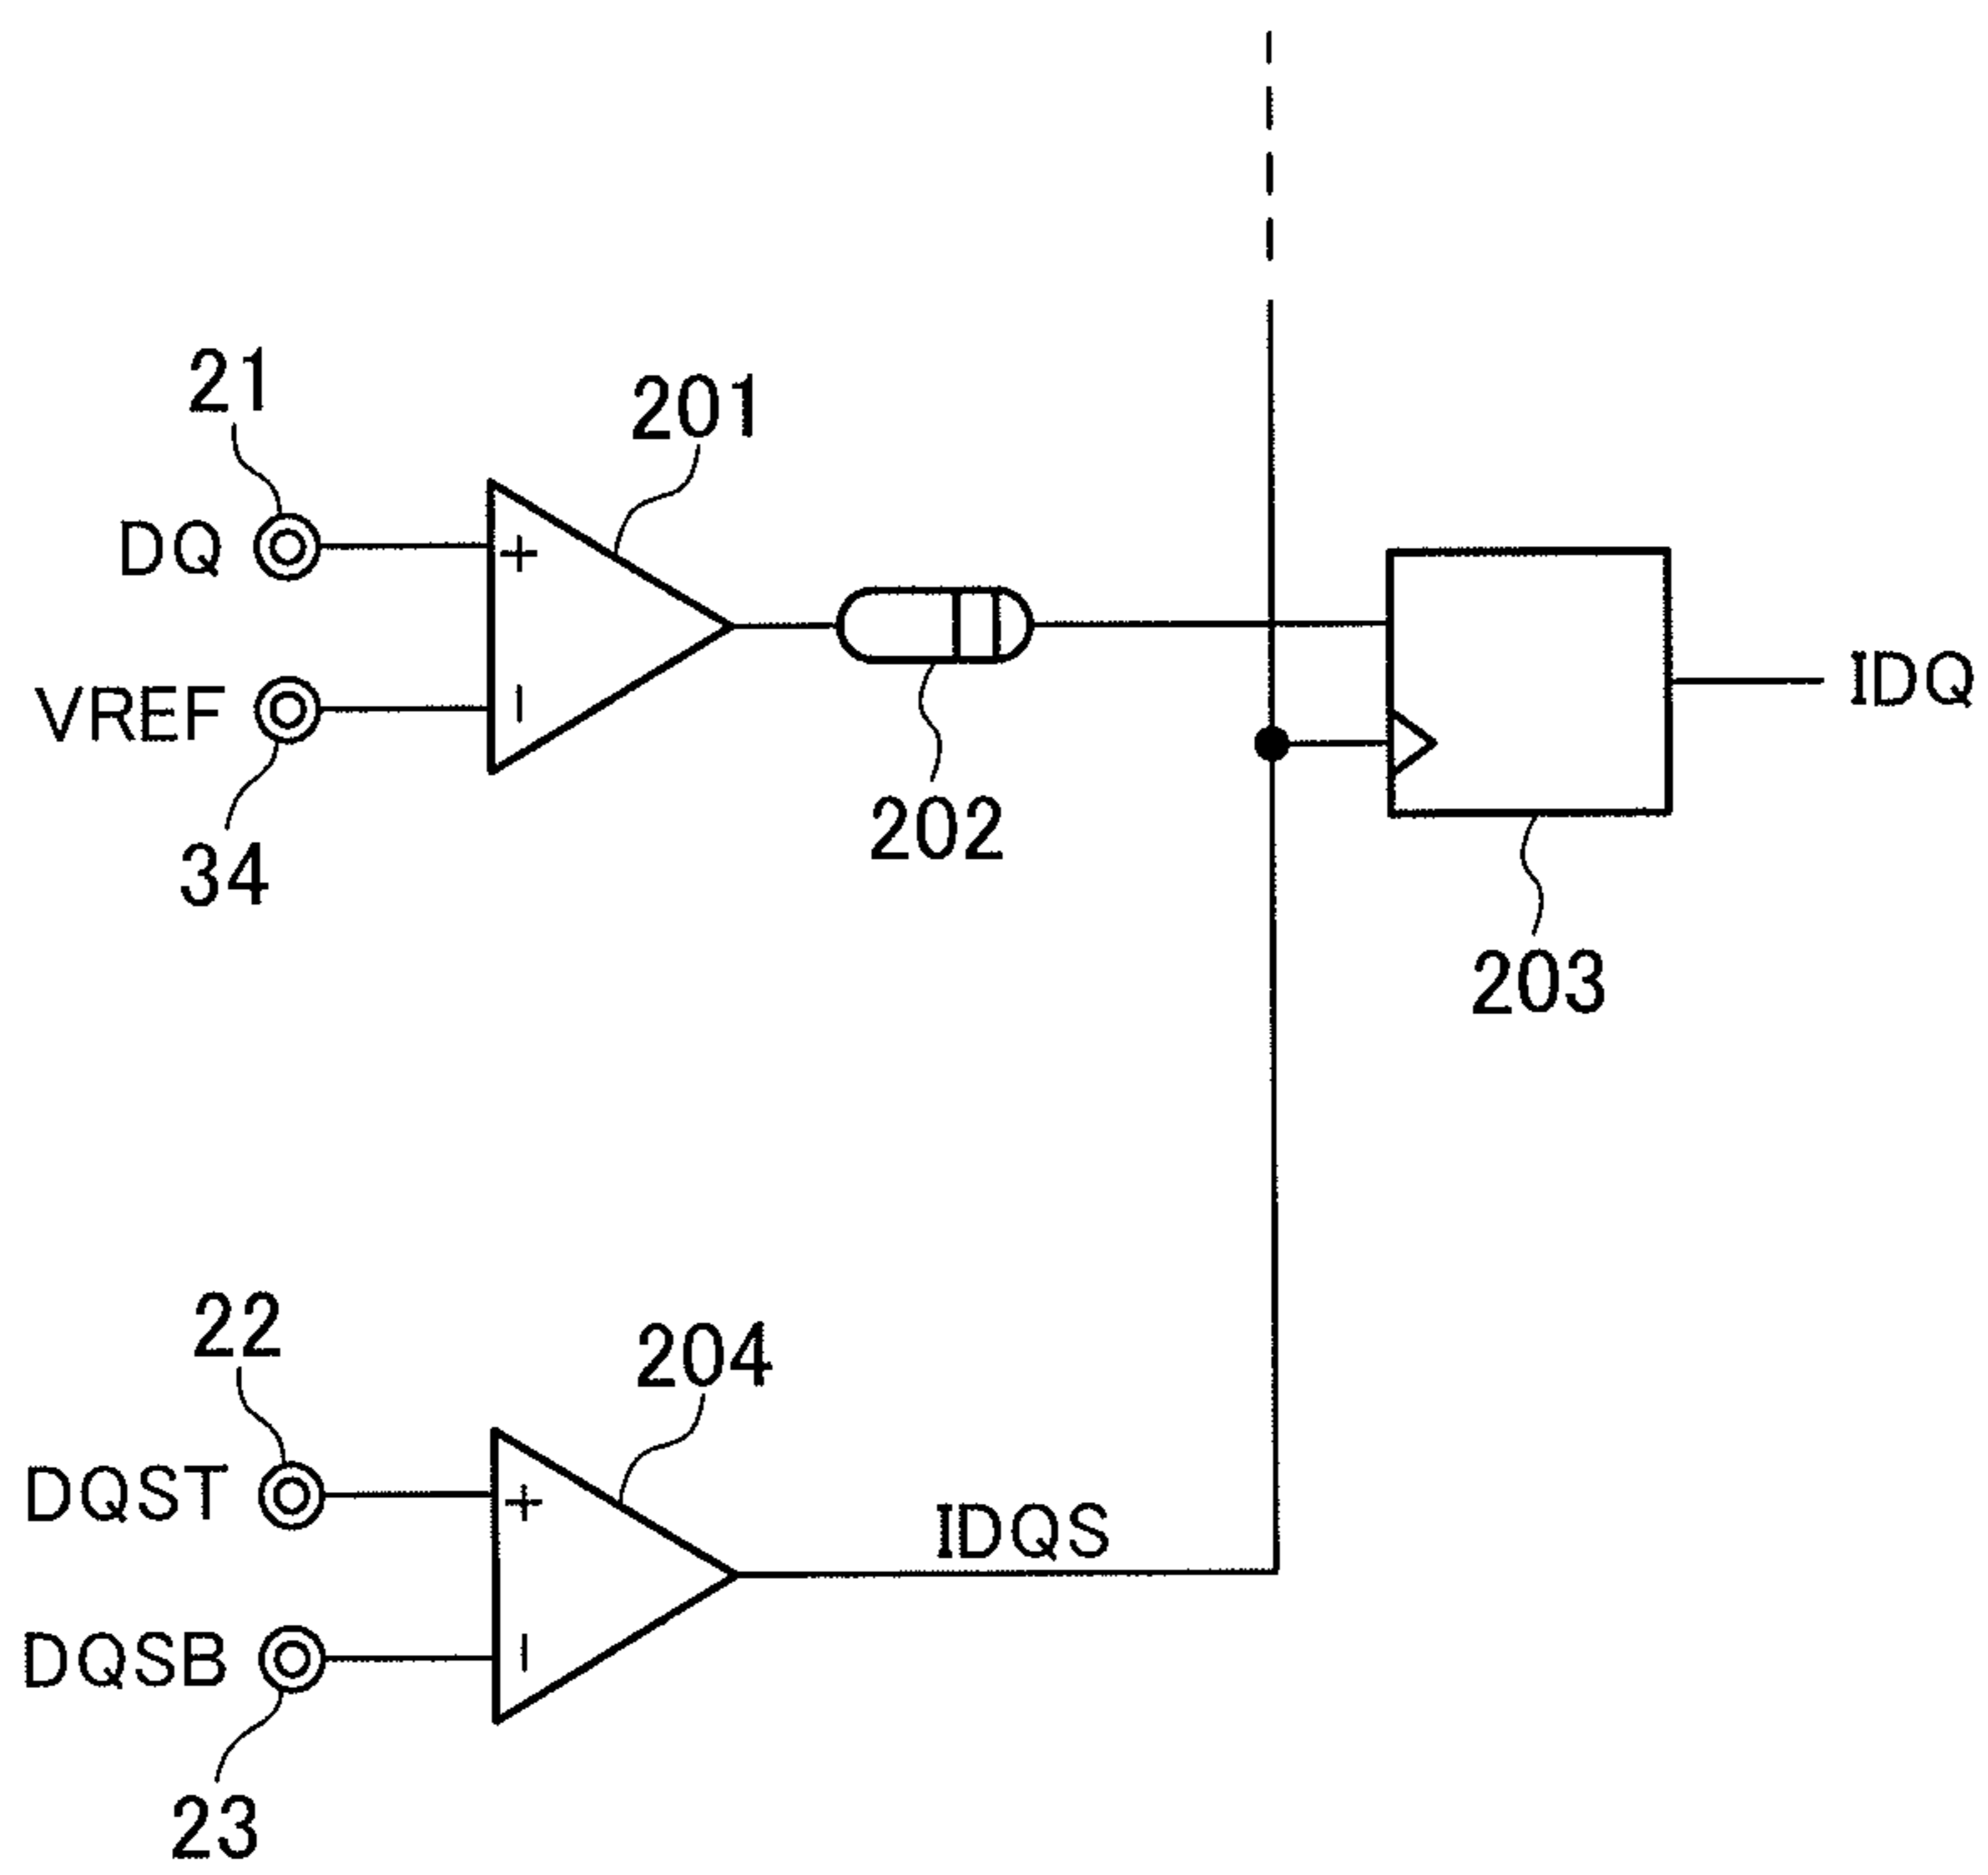 21
201
DQ
+
VREF
−
34
202
IDQ
203
22
204
DQST
+
IDQS
DQSB
−
23